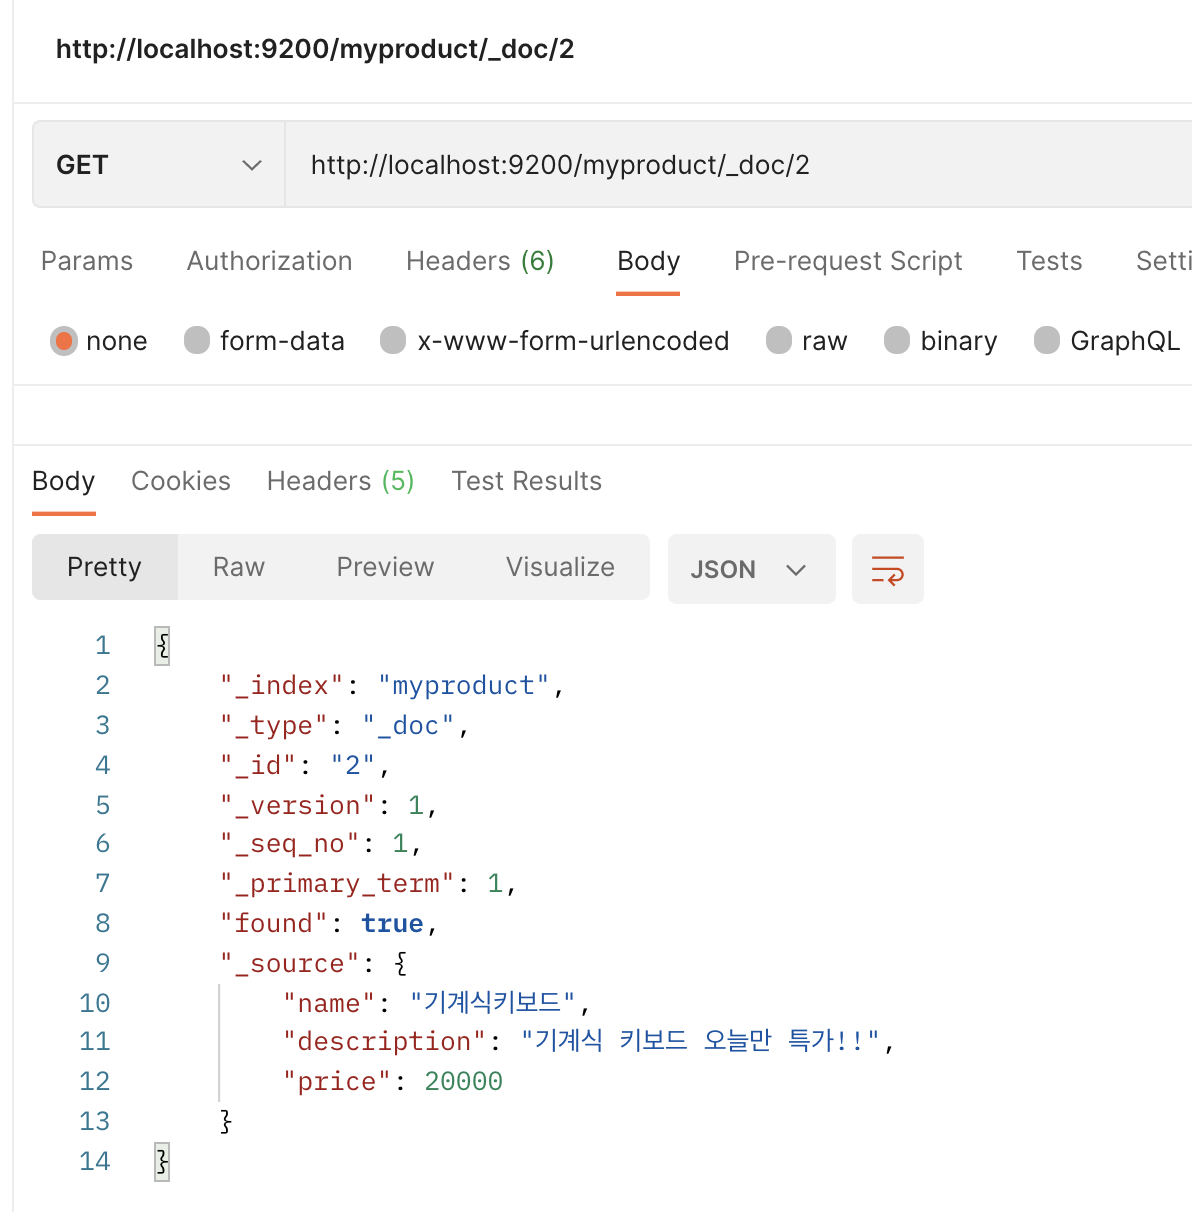 http://localhost:9200/myproduct/_doc/2
GET http://localhost:9200/myproduct/_doc/2
Params Authorization Headers (6) Body Pre-request Script Tests Setti
none form-data x-www-form-urlencoded raw binary GraphQL
Body Cookies Headers (5) Test Results
Pretty Raw Preview Visualize JSON
1 {
2 "_index": "myproduct",
3 "_type": "_doc",
4 "_id": "2",
5 "_version": 1,
6 "_seq_no": 1,
7 "_primary_term": 1,
8 "found": true,
9 "_source": {
10 "name": "기계식키보드",
11 "description": "기계식 키보드 오늘만 특가!!",
12 "price": 20000
13 }
14 }